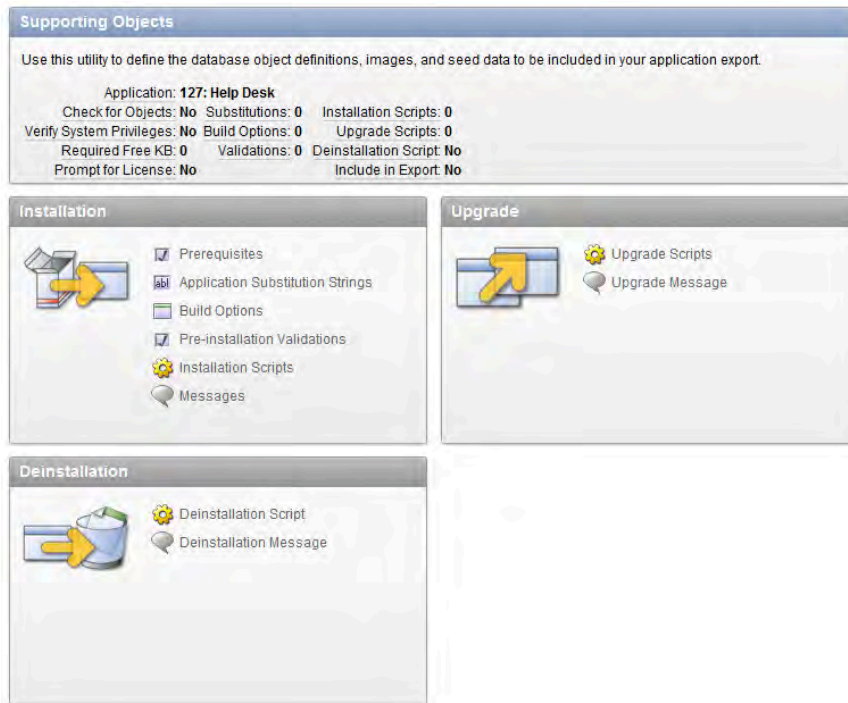 Supporting Objects
Use this utility to define the database object definitions, images, and seed data to be included in your application export.
Application: 127: Help Desk
Check for Objects: No Substitutions: 0 Installation Scripts: 0
Verify System Privileges: No Build Options: 0 Upgrade Scripts: 0
Required Free KB: 0 Validations: 0 Deinstallation Script: No
Prompt for License: No Include in Export: No
Installation
Prerequisites
abl Application Substitution Strings
Build Options
Pre-installation Validations
Installation Scripts
Messages
Upgrade
Upgrade Scripts
Upgrade Message
Deinstallation
Deinstallation Script
Deinstallation Message